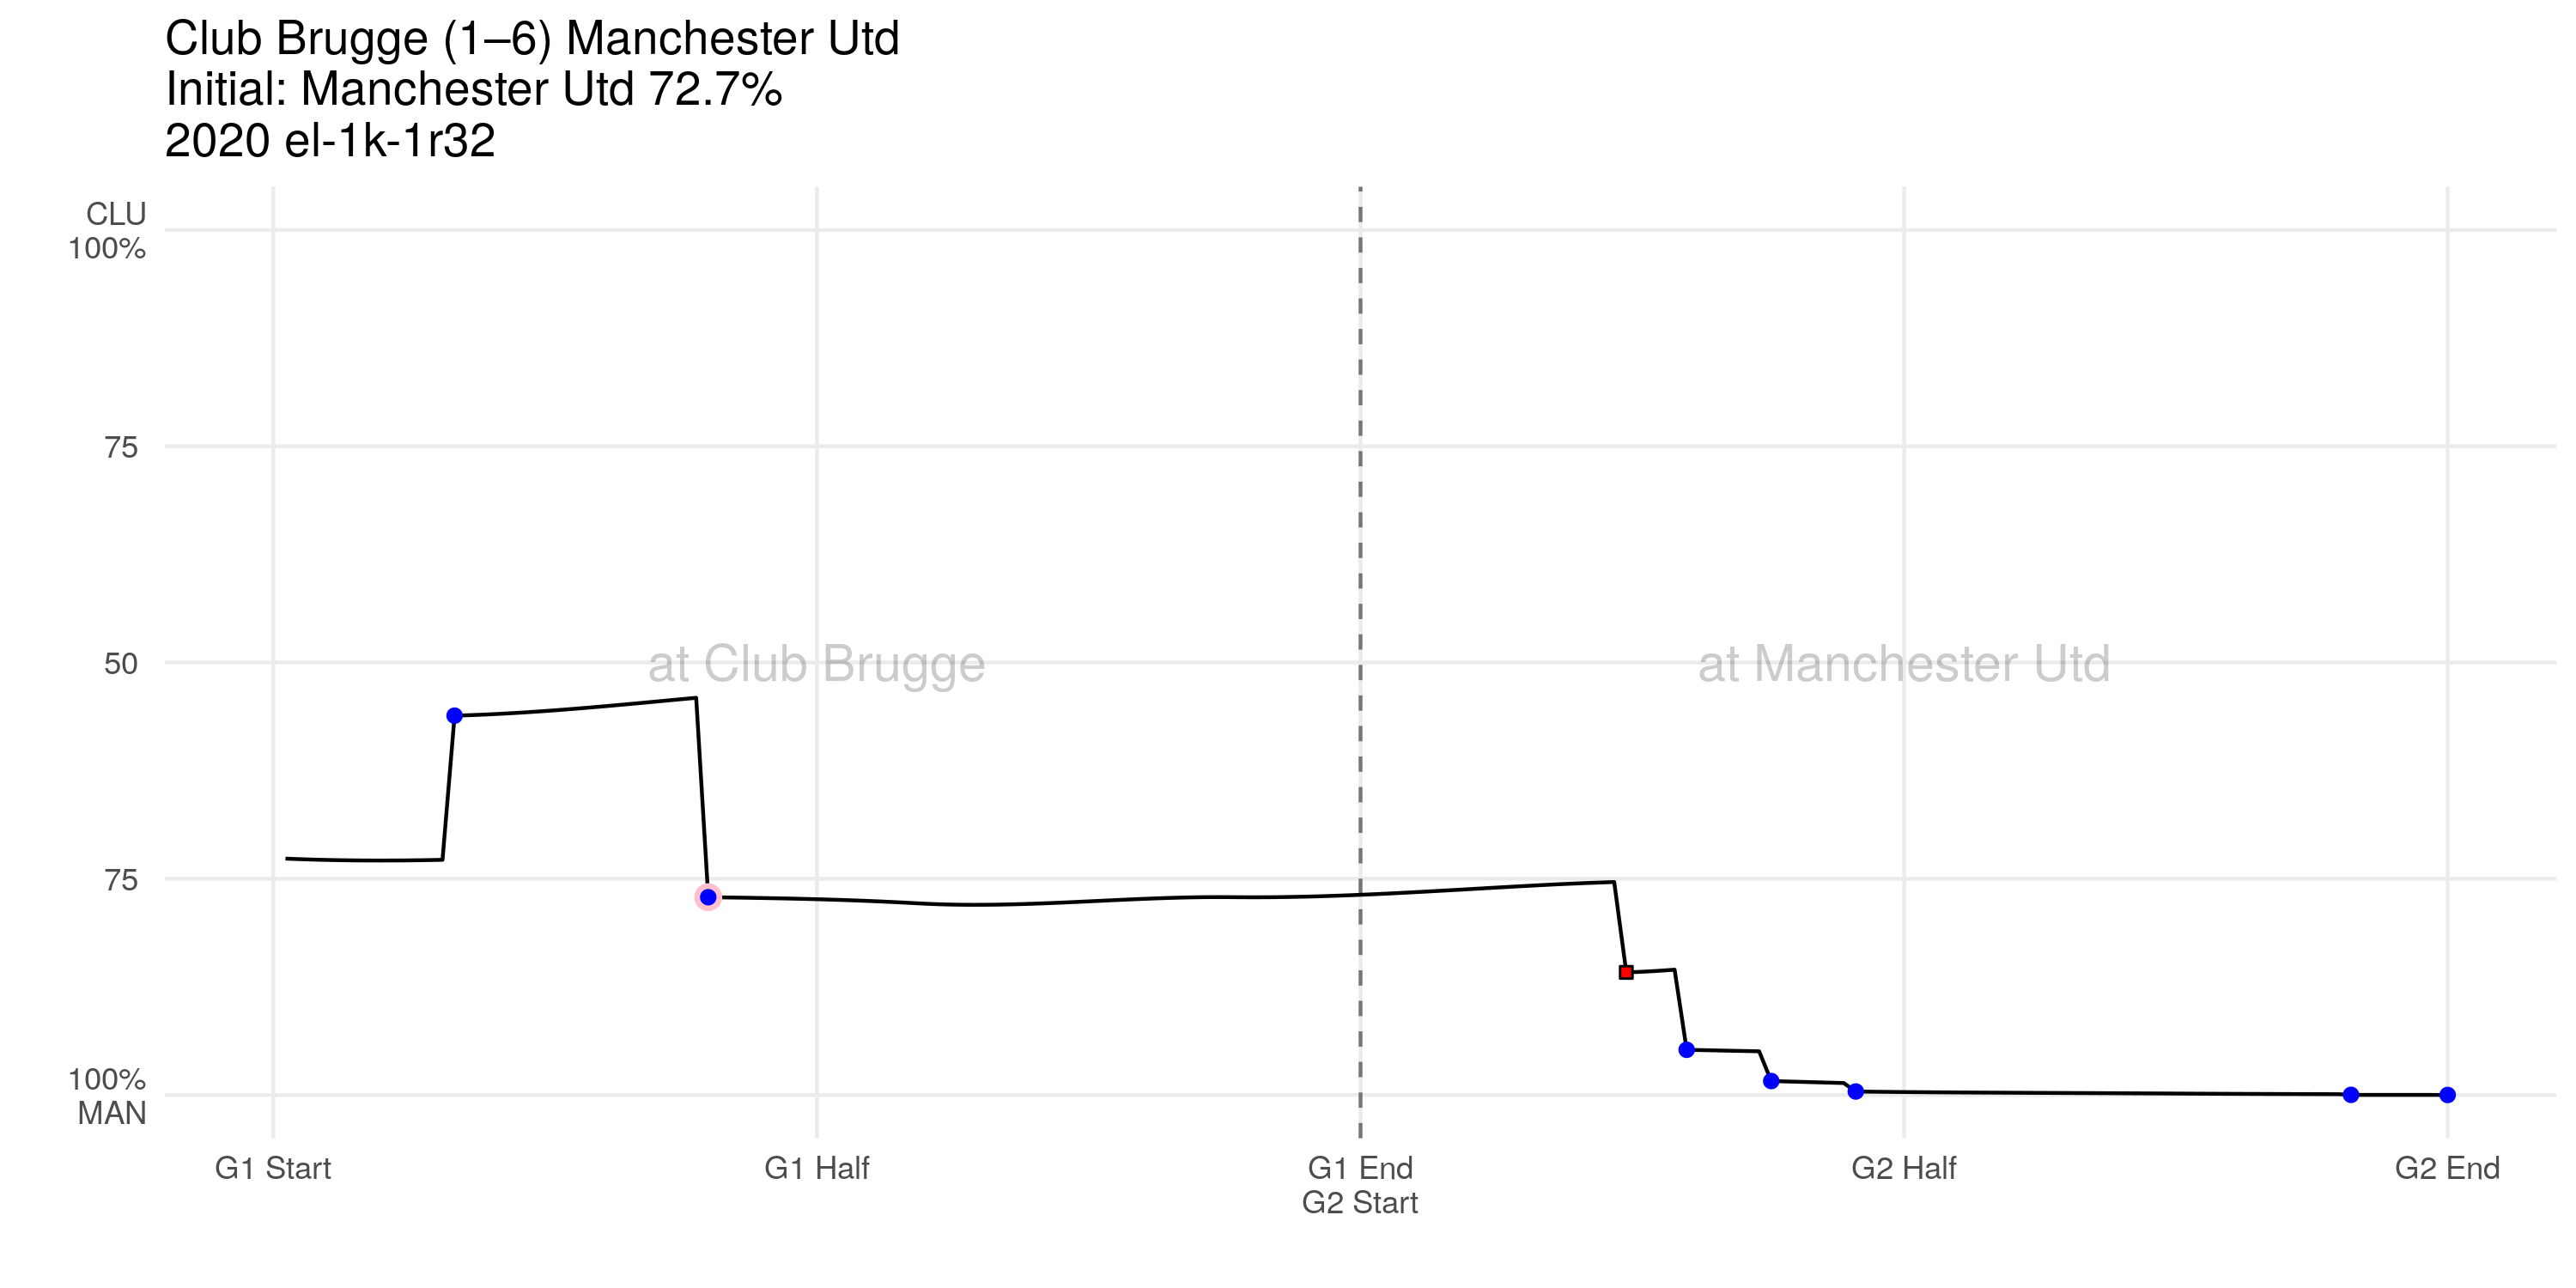 Club Brugge (1–6) Manchester Utd
Initial: Manchester Utd 72.7%
2020 el-1k-1r32
CLU
100%
75
50
75
100%
MAN
at Club Brugge
at Manchester Utd
G1 Start
G1 Half
G1 End
G2 Start
G2 Half
G2 End